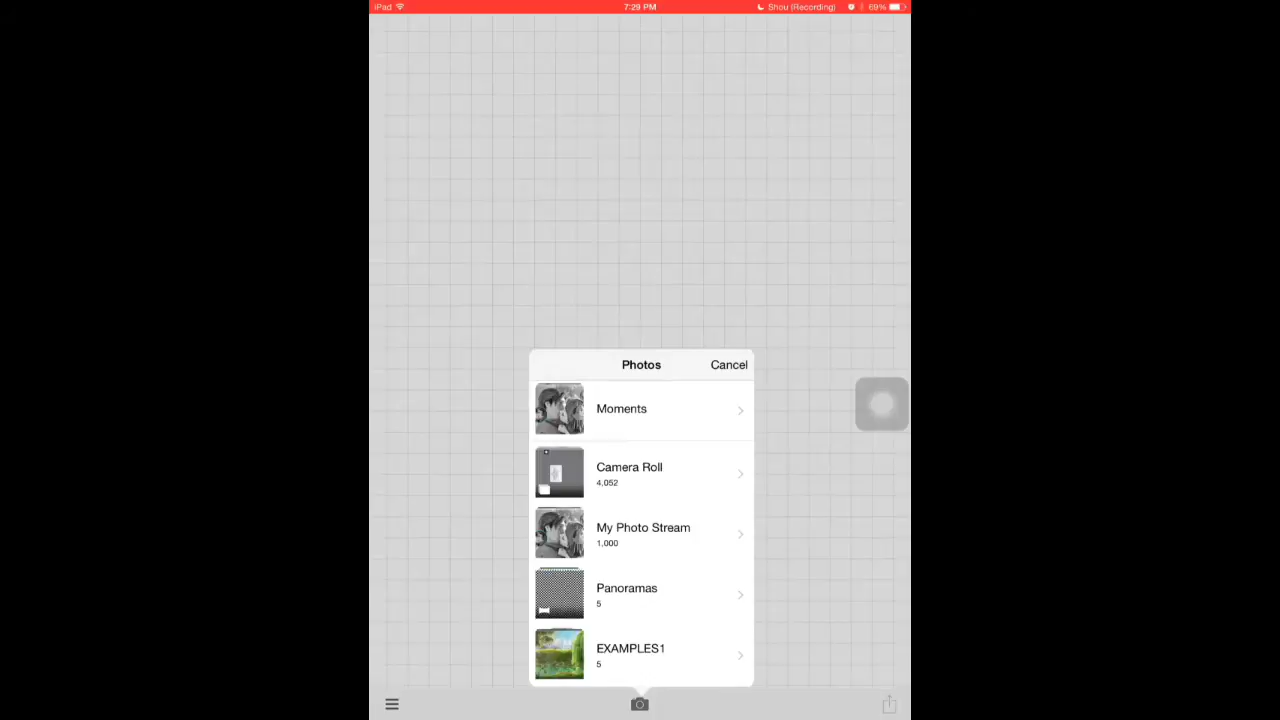 iPad 7:29 PM Shou (Recording) 69%
Photos Cancel
Moments
Camera Roll
4,052
My Photo Stream
1,000
Panoramas
5
EXAMPLES1
5